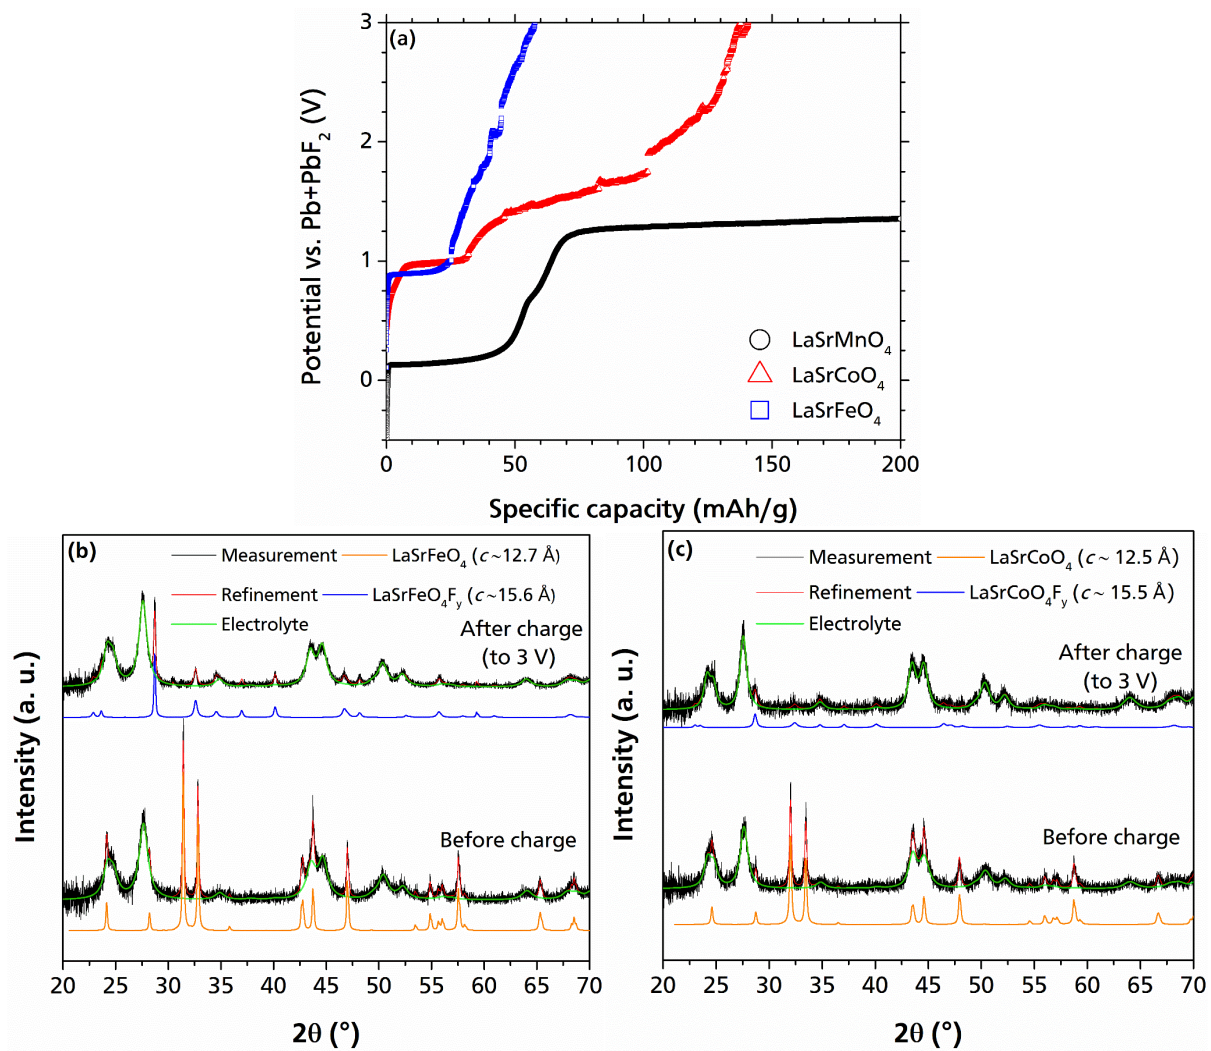 (a)
Potential vs. Pb+PbF2 (V)
3
2
1
0
0 50 100 150 200
Specific capacity (mAh/g)
LaSrMnO4
LaSrCoO4
LaSrFeO4
(b)
Measurement LaSrFeO4 (c~12.7 Å)
Refinement LaSrFeO4Fy (c~15.6 Å)
Electrolyte
After charge
(to 3 V)
Before charge
Intensity (a. u.)
20 25 30 35 40 45 50 55 60 65 70
2θ (°)
(c)
Measurement LaSrCoO4 (c~ 12.5 Å)
Refinement LaSrCoO4Fy (c~ 15.5 Å)
Electrolyte
After charge
(to 3 V)
Before charge
Intensity (a. u.)
20 25 30 35 40 45 50 55 60 65 70
2θ (°)